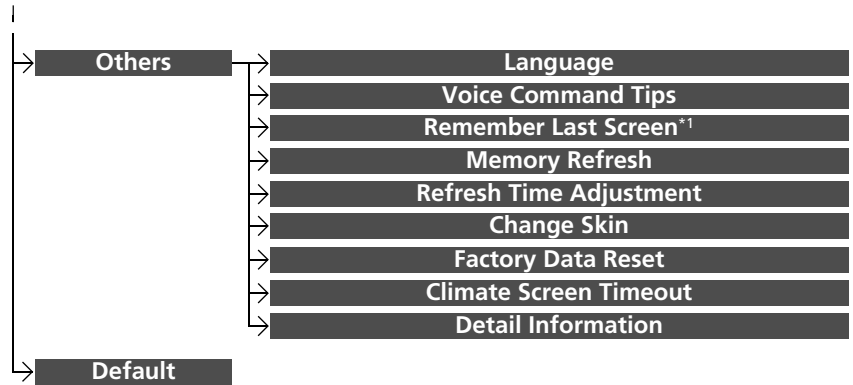 Others
Language
Voice Command Tips
Remember Last Screen*1
Memory Refresh
Refresh Time Adjustment
Change Skin
Factory Data Reset
Climate Screen Timeout
Detail Information
Default